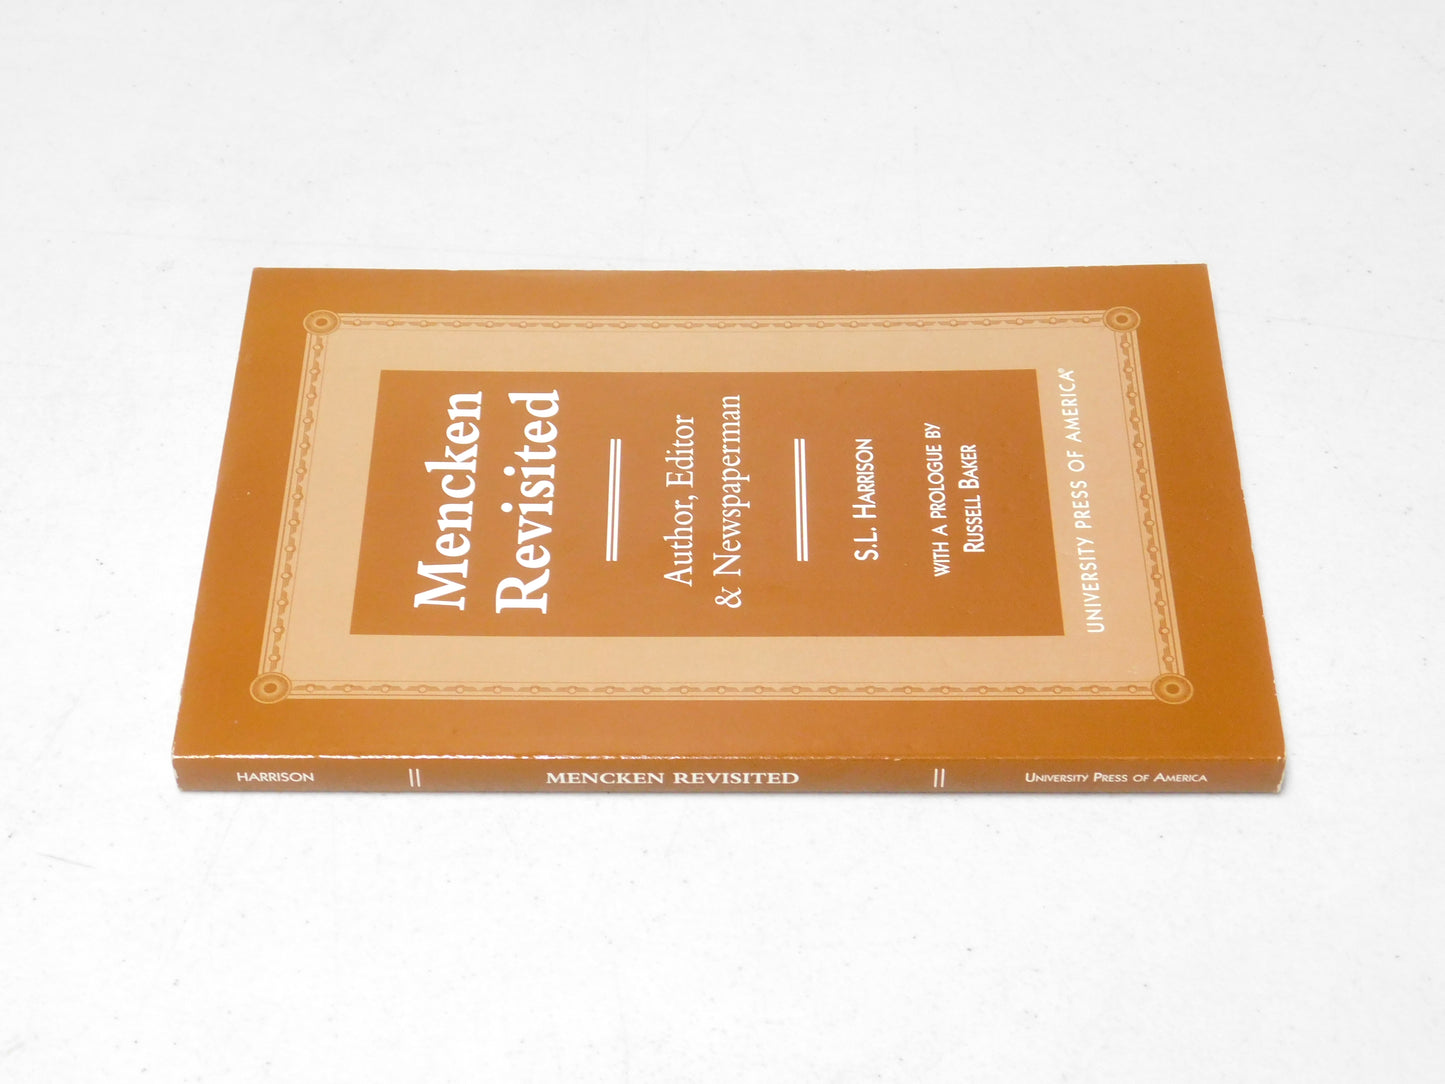 Mencken
Revisited
Author, Editor
& Newspaperman
S.L. HARRISON
WITH A PROLOGUE BY
RUSSELL BAKER
UNIVERSITY PRESS OF AMERICA®
HARRISON
MENCKEN REVISITED
UNIVERSITY PRESS OF AMERICA